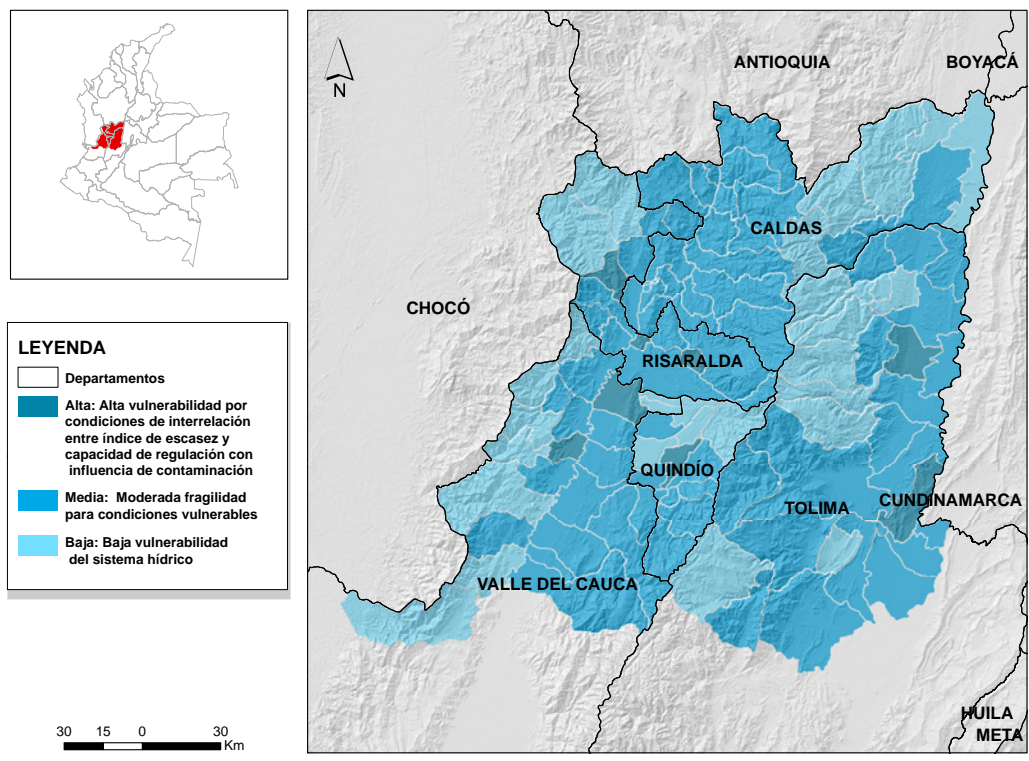 N
ANTIOQUIA
BOYACÁ
CALDAS
CHOCÓ
RISARALDA
QUINDÍO
TOLIMA
CUNDINAMARCA
VALLE DEL CAUCA
HUILA
META
LEYENDA
Departamentos
Alta: Alta vulnerabilidad por
condiciones de interrelación
entre índice de escasez y
capacidad de regulación con
influencia de contaminación
Media: Moderada fragilidad
para condiciones vulnerables
Baja: Baja vulnerabilidad
del sistema hídrico
30 15 0 30
Km